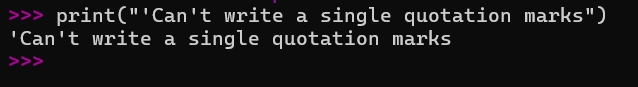 >>> print("'Can't write a single quotation marks")
'Can't write a single quotation marks
>>>